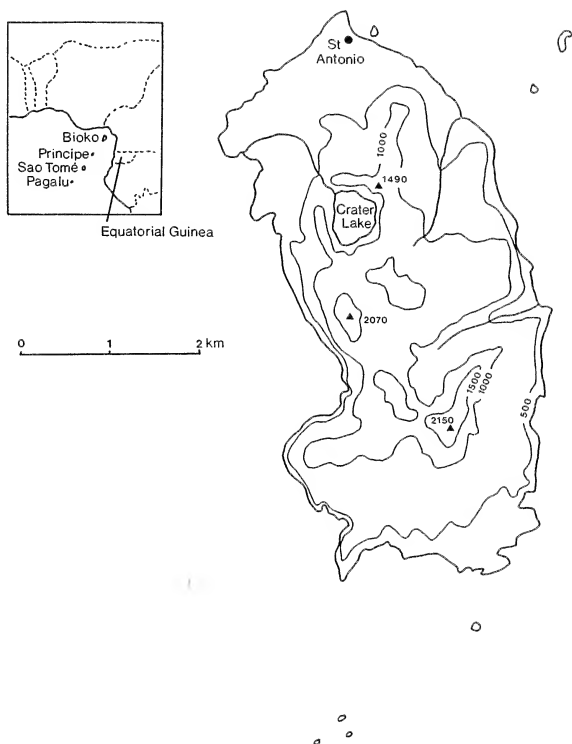 Bioko
Principe
Sao Tomé
Pagalu
Equatorial Guinea
0 1 2 km
St
Antonio
1000
1490
Crater
Lake
2070
1500
1000
2150
500